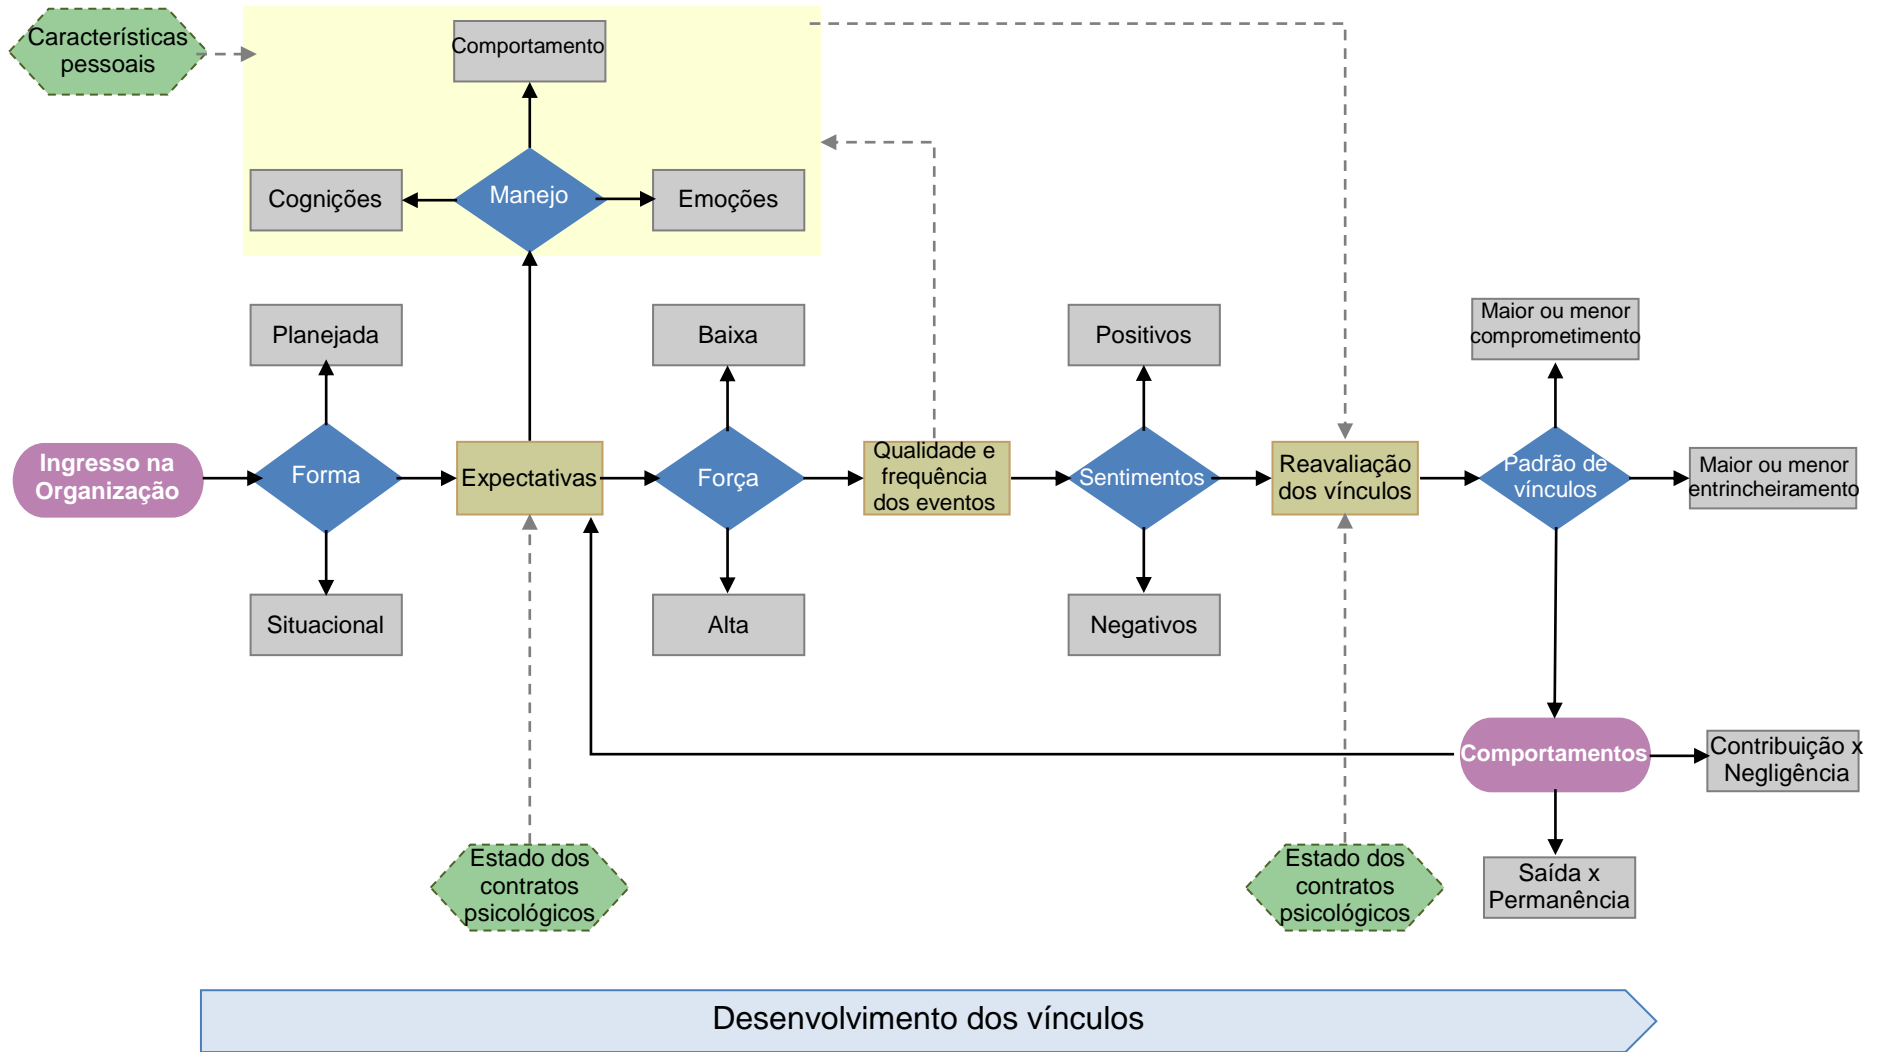 Características
pessoais
Comportamento
Cognições
Manejo
Emoções
Planejada
Baixa
Positivos
Maior ou menor
comprometimento
Ingresso na
Organização
Forma
Expectativas
Força
Qualidade e
frequência
dos eventos
Sentimentos
Reavaliação
dos vínculos
Padrão de
vínculos
Maior ou menor
entrincheiramento
Situacional
Alta
Negativos
Comportamentos
Contribuição x
Negligência
Estado dos
contratos
psicológicos
Estado dos
contratos
psicológicos
Saída x
Permanência
Desenvolvimento dos vínculos